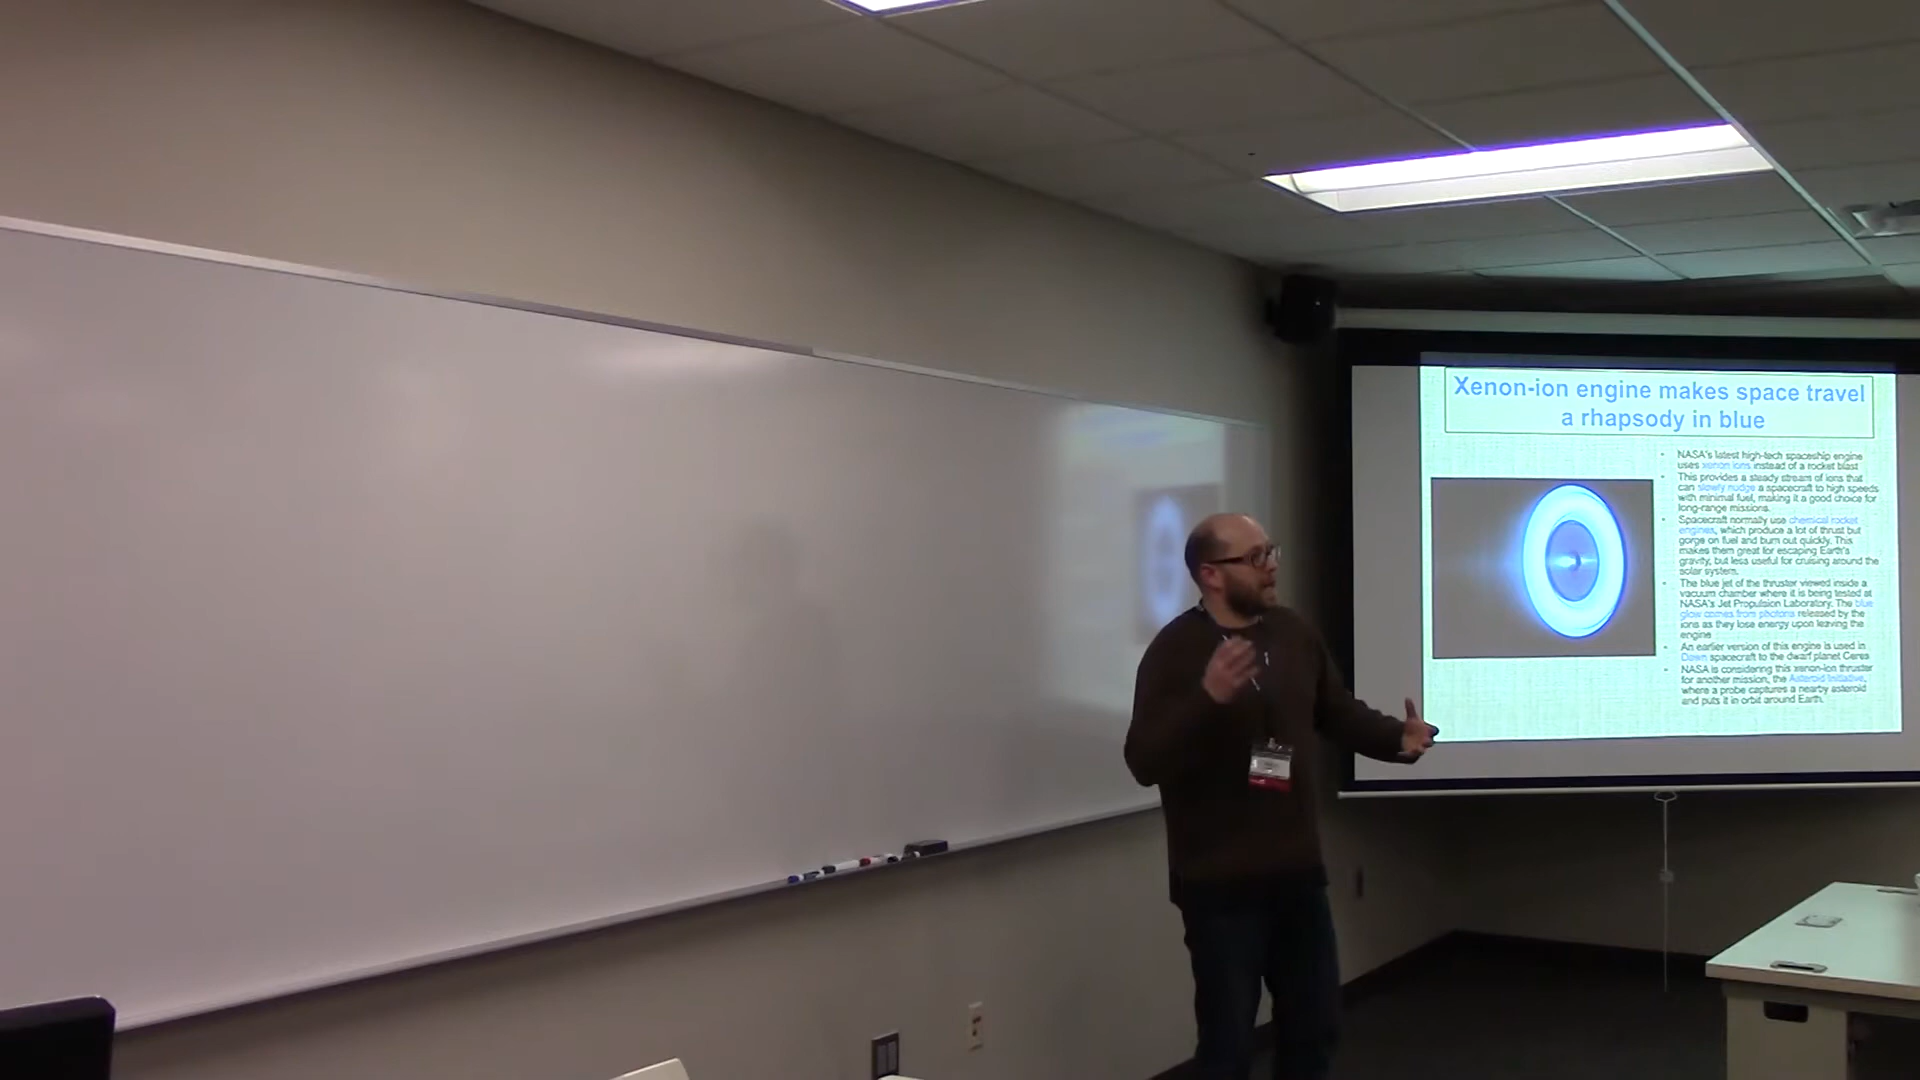 Xenon-ion engine makes space travel
a rhapsody in blue
• NASA's latest high-tech spaceship engine
uses xenon ions instead of a rocket blast
• This provides a steady stream of ions that
can slowly nudge a spacecraft to high speeds
with minimal fuel, making it a good choice for
long-range missions.
• Spacecraft normally use chemical rocket
engines, which produce a lot of thrust but
gorge on fuel and burn out quickly. This
makes them great for escaping Earth's
gravity, but less useful for cruising around the
solar system.
• The blue jet of the thruster viewed inside a
vacuum chamber where it is being tested at
NASA's Jet Propulsion Laboratory. The blue
glow comes from photons released by the
ions as they lose energy upon leaving the
engine
• An earlier version of this engine is used in
Dawn spacecraft to the dwarf planet Ceres
• NASA is considering this xenon-ion thruster
for another mission, the Asteroid Initiative,
where a probe captures a nearby asteroid
and puts it in orbit around Earth.